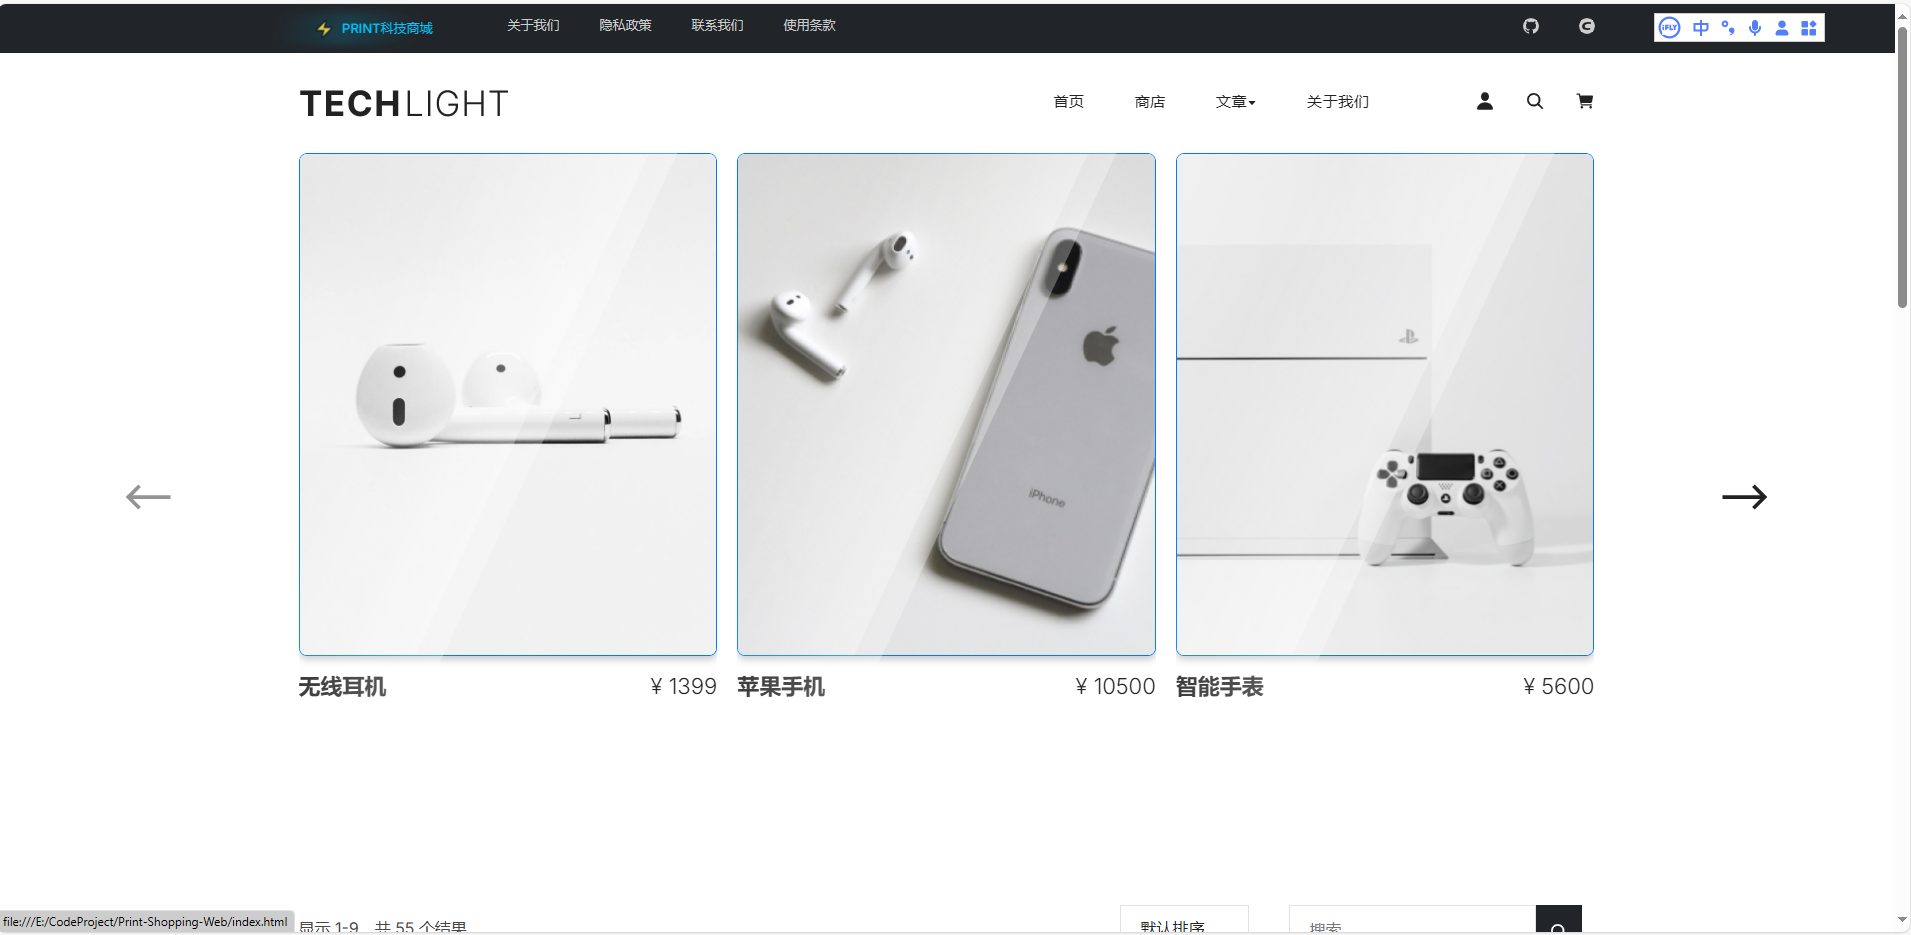 PRINT科技商城 关于我们 隐私政策 联系我们 使用条款
iFLY 中
TECHLIGHT 首页 商店 文章 关于我们
iPhone
无线耳机 ¥ 1399 苹果手机 ¥ 10500 智能手表 ¥ 5600
显示 1-9 共 55 个结果 默认排序 搜索
file:///E:/CodeProject/Print-Shopping-Web/index.html